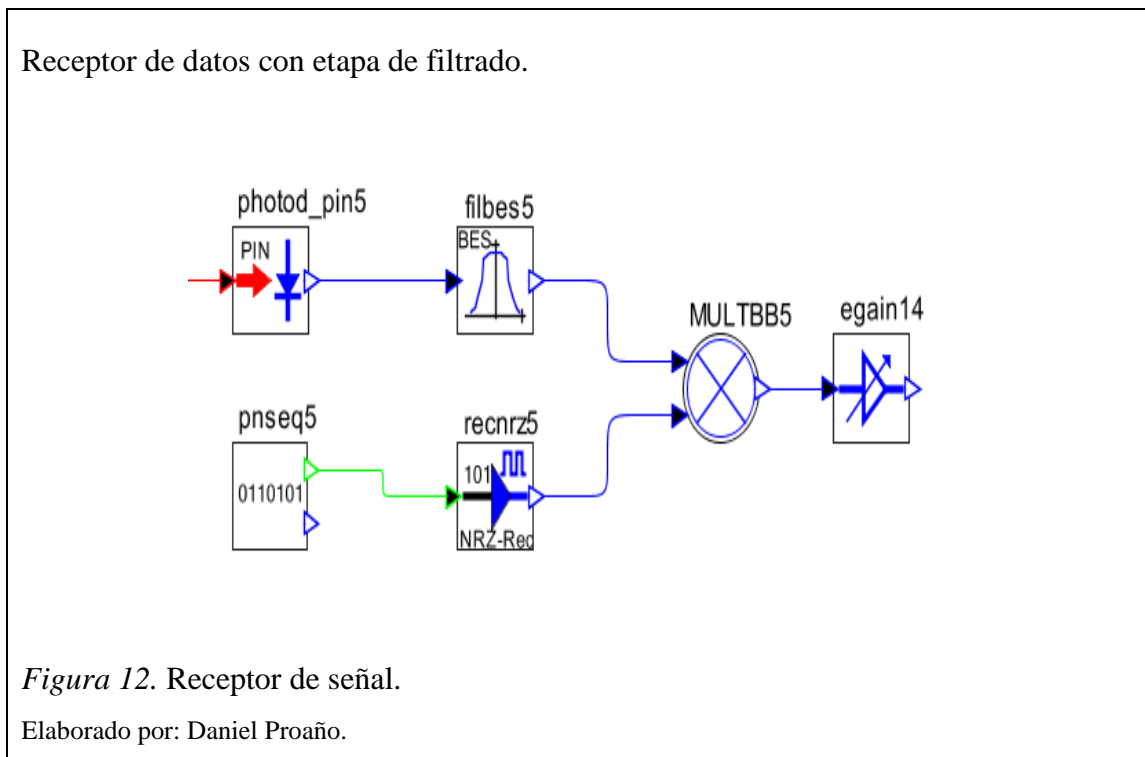 Receptor de datos con etapa de filtrado.
photod_pin5
PIN
filbes5
BES
MULTBB5
egain14
pnseq5
0110101
recnrz5
101
NRZ-Rec
Figura 12. Receptor de señal.
Elaborado por: Daniel Proaño.